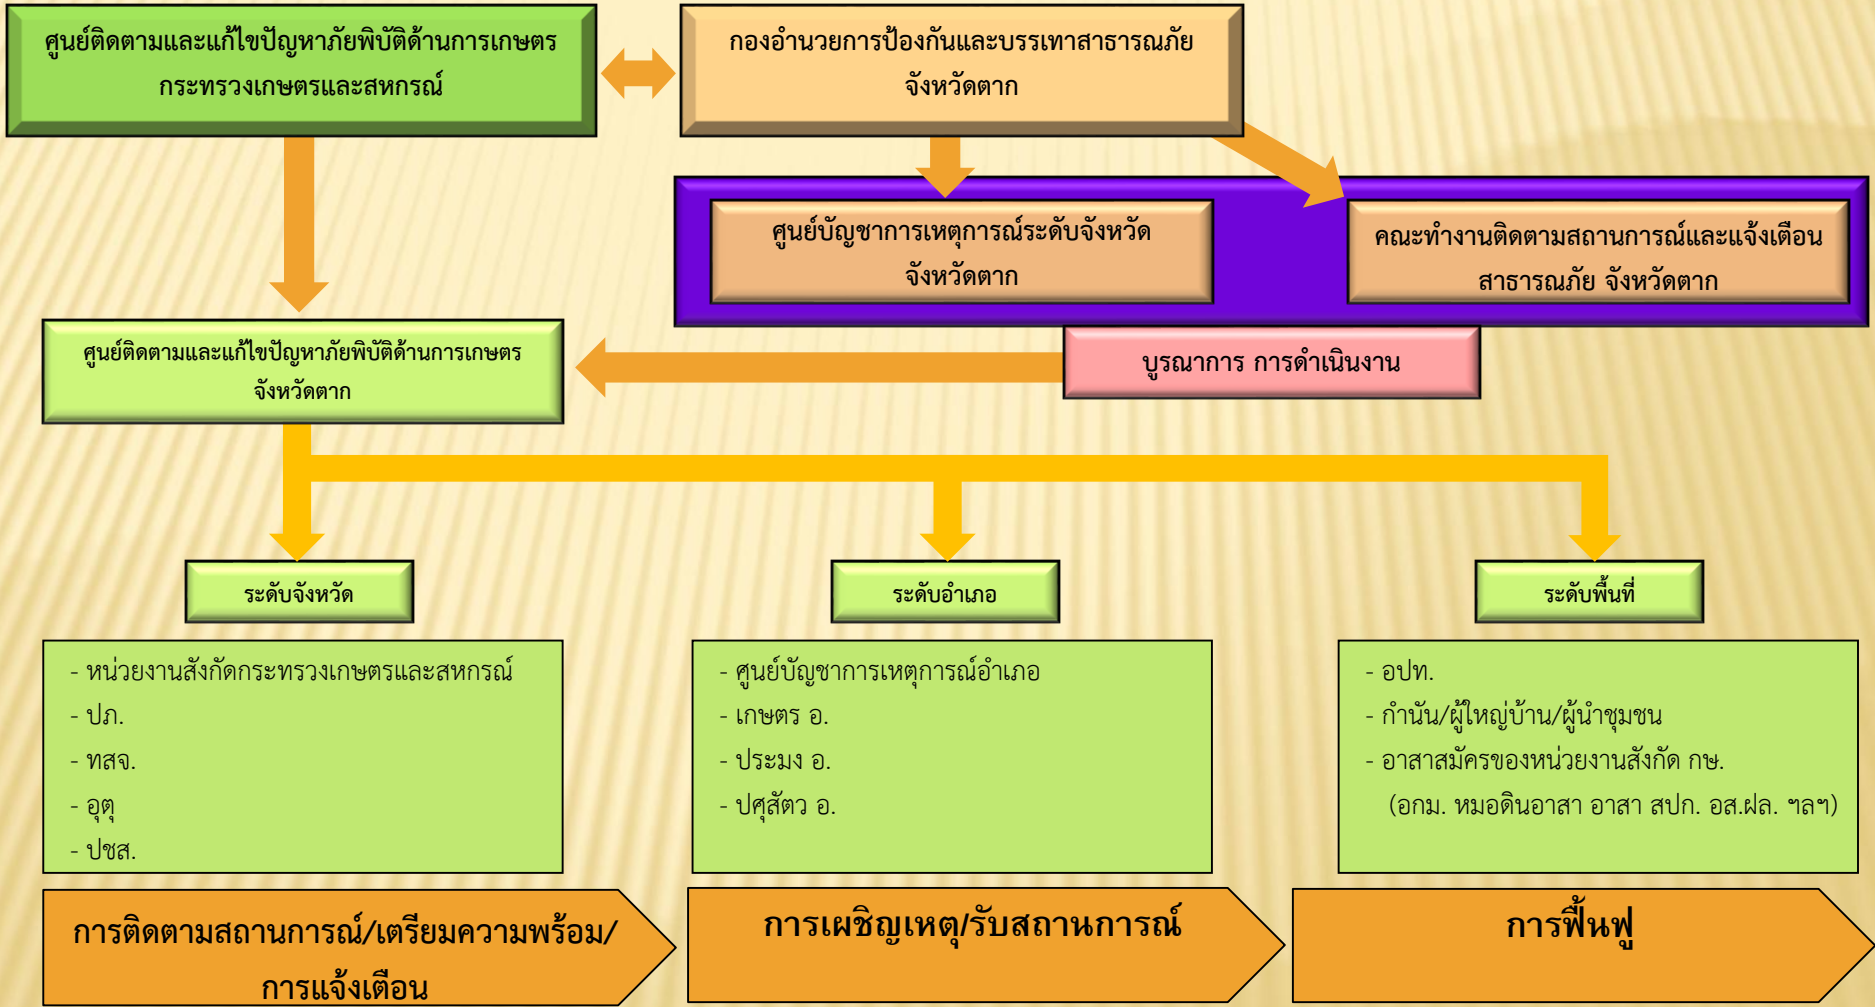 ศูนย์ติดตามและแก้ไขปัญหาภัยพิบัติด้านการเกษตร
กระทรวงเกษตรและสหกรณ์
กองอำนวยการป้องกันและบรรเทาสาธารณภัย
จังหวัดตาก
ศูนย์บัญชาการเหตุการณ์ระดับจังหวัด
จังหวัดตาก
คณะทำงานติดตามสถานการณ์และแจ้งเตือน
สาธารณภัย จังหวัดตาก
ศูนย์ติดตามและแก้ไขปัญหาภัยพิบัติด้านการเกษตร
จังหวัดตาก
บูรณาการ การดำเนินงาน
ระดับจังหวัด
- หน่วยงานสังกัดกระทรวงเกษตรและสหกรณ์
- ปภ.
- ทสจ.
- อุตุ
- ปชส.
ระดับอำเภอ
- ศูนย์บัญชาการเหตุการณ์อำเภอ
- เกษตร อ.
- ประมง อ.
- ปศุสัตว อ.
ระดับพื้นที่
- อปท.
- กำนัน/ผู้ใหญ่บ้าน/ผู้นำชุมชน
- อาสาสมัครของหน่วยงานสังกัด กษ.
(อกม. หมอดินอาสา อาสา สปก. อส.ฝล. ฯลฯ)
การติดตามสถานการณ์/เตรียมความพร้อม/
การแจ้งเตือน
การเผชิญเหตุ/รับสถานการณ์
การฟื้นฟู